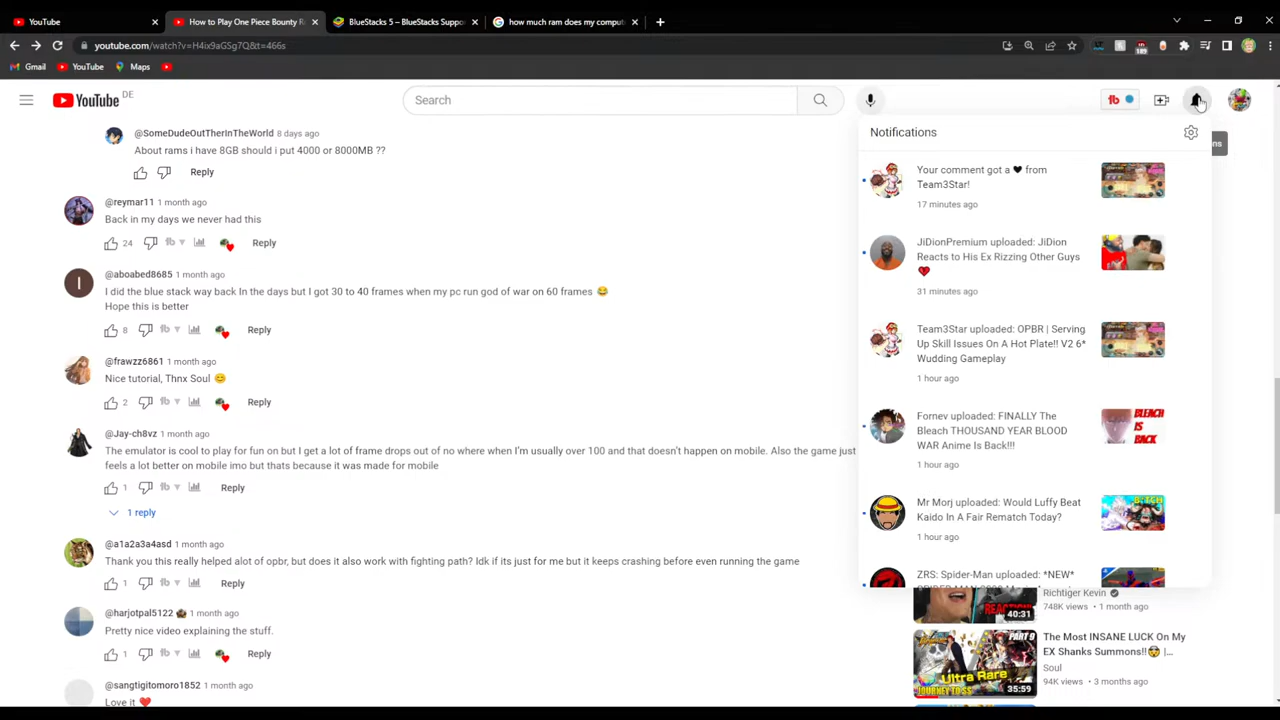 YouTube
How to Play One Piece Bounty R
BlueStacks 5 – BlueStacks Suppo
how much ram does my comput
youtube.com/watch?v=H4ix9aGSg7Q&t=466s
189
Gmail
YouTube
Maps
YouTube DE
Search
fb
@SomeDudeOutTherInTheWorld 8 days ago
About rams i have 8GB should i put 4000 or 8000MB ??
Reply
@reymar11 1 month ago
Back in my days we never had this
24 Reply
I
@aboabed8685 1 month ago
I did the blue stack way back In the days but I got 30 to 40 frames when my pc run god of war on 60 frames 😂
Hope this is better
8 Reply
@frawzz6861 1 month ago
Nice tutorial, Thnx Soul 😊
2 Reply
@Jay-ch8vz 1 month ago
The emulator is cool to play for fun on but I get a lot of frame drops out of no where when I'm usually over 100 and that doesn't happen on mobile. Also the game just
feels a lot better on mobile imo but thats because it was made for mobile
1 Reply
1 reply
@a1a2a3a4asd 1 month ago
Thank you this really helped alot of opbr, but does it also work with fighting path? Idk if its just for me but it keeps crashing before even running the game
1 Reply
@harjotpal5122 1 month ago
Pretty nice video explaining the stuff.
1 Reply
@sangtigitomoro1852 1 month ago
Love it ❤️
Notifications
ns
Your comment got a ❤ from
Team3Star!
17 minutes ago
JiDionPremium uploaded: JiDion
Reacts to His Ex Rizzing Other Guys
💔
31 minutes ago
Team3Star uploaded: OPBR | Serving
Up Skill Issues On A Hot Plate!! V2 6*
Wudding Gameplay
1 hour ago
Fornev uploaded: FINALLY The
Bleach THOUSAND YEAR BLOOD
WAR Anime Is Back!!!
1 hour ago
BLEACH
IS
BACK
Mr Morj uploaded: Would Luffy Beat
Kaido In A Fair Rematch Today?
1 hour ago
ZRS: Spider-Man uploaded: *NEW*
REACTION
40:31
Richtiger Kevin
748K views • 1 month ago
PART 9
Ultra Rare
JOURNEY TO SS
35:59
The Most INSANE LUCK On My
EX Shanks Summons!!😨 |...
Soul
94K views • 3 months ago